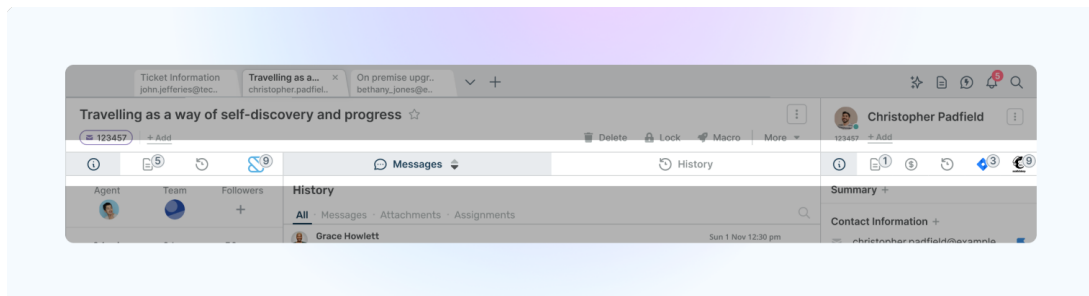 Ticket Information
john.jefferies@tec..
Travelling as a... ×
christopher.padfiel..
On premise upgr..
bethany_jones@e..
5
Travelling as a way of self-discovery and progress
123457
+ Add
Delete
Lock
Macro
More
Christopher Padfield
123457 + Add
5
9
Messages
History
1
3
9
Agent
Team
Followers
+
History
All · Messages · Attachments · Assignments
Grace Howlett
Sun 1 Nov 12:30 pm
Summary +
Contact Information +
christopher.padfield@example